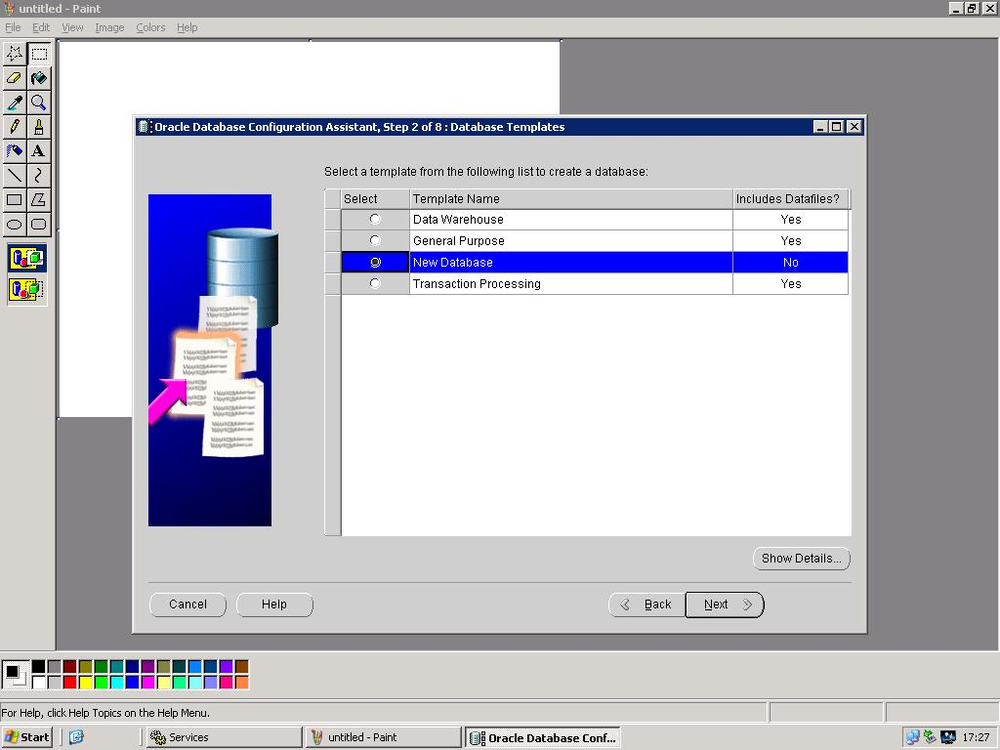 untitled - Paint
File Edit View Image Colors Help
A
Oracle Database Configuration Assistant, Step 2 of 8 : Database Templates
Select a template from the following list to create a database:
Select Template Name Includes Datafiles?
Data Warehouse Yes
General Purpose Yes
New Database No
Transaction Processing Yes
Show Details...
Cancel Help Back Next
For Help, click Help Topics on the Help Menu.
Start Services untitled - Paint Oracle Database Conf... 17:27